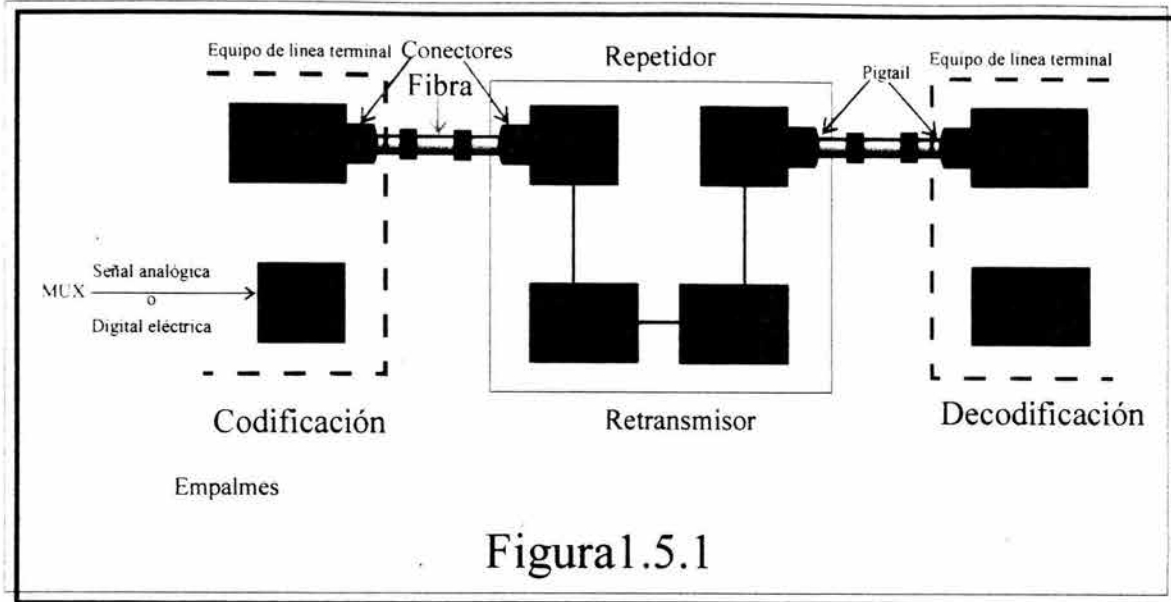 Equipo de linea terminal
Conectores
Fibra
Repetidor
Pigtail
Equipo de linea terminal
MUX
Señal analógica
o
Digital eléctrica
Codificación
Retransmisor
Decodificación
Empalmes
Figura1.5.1